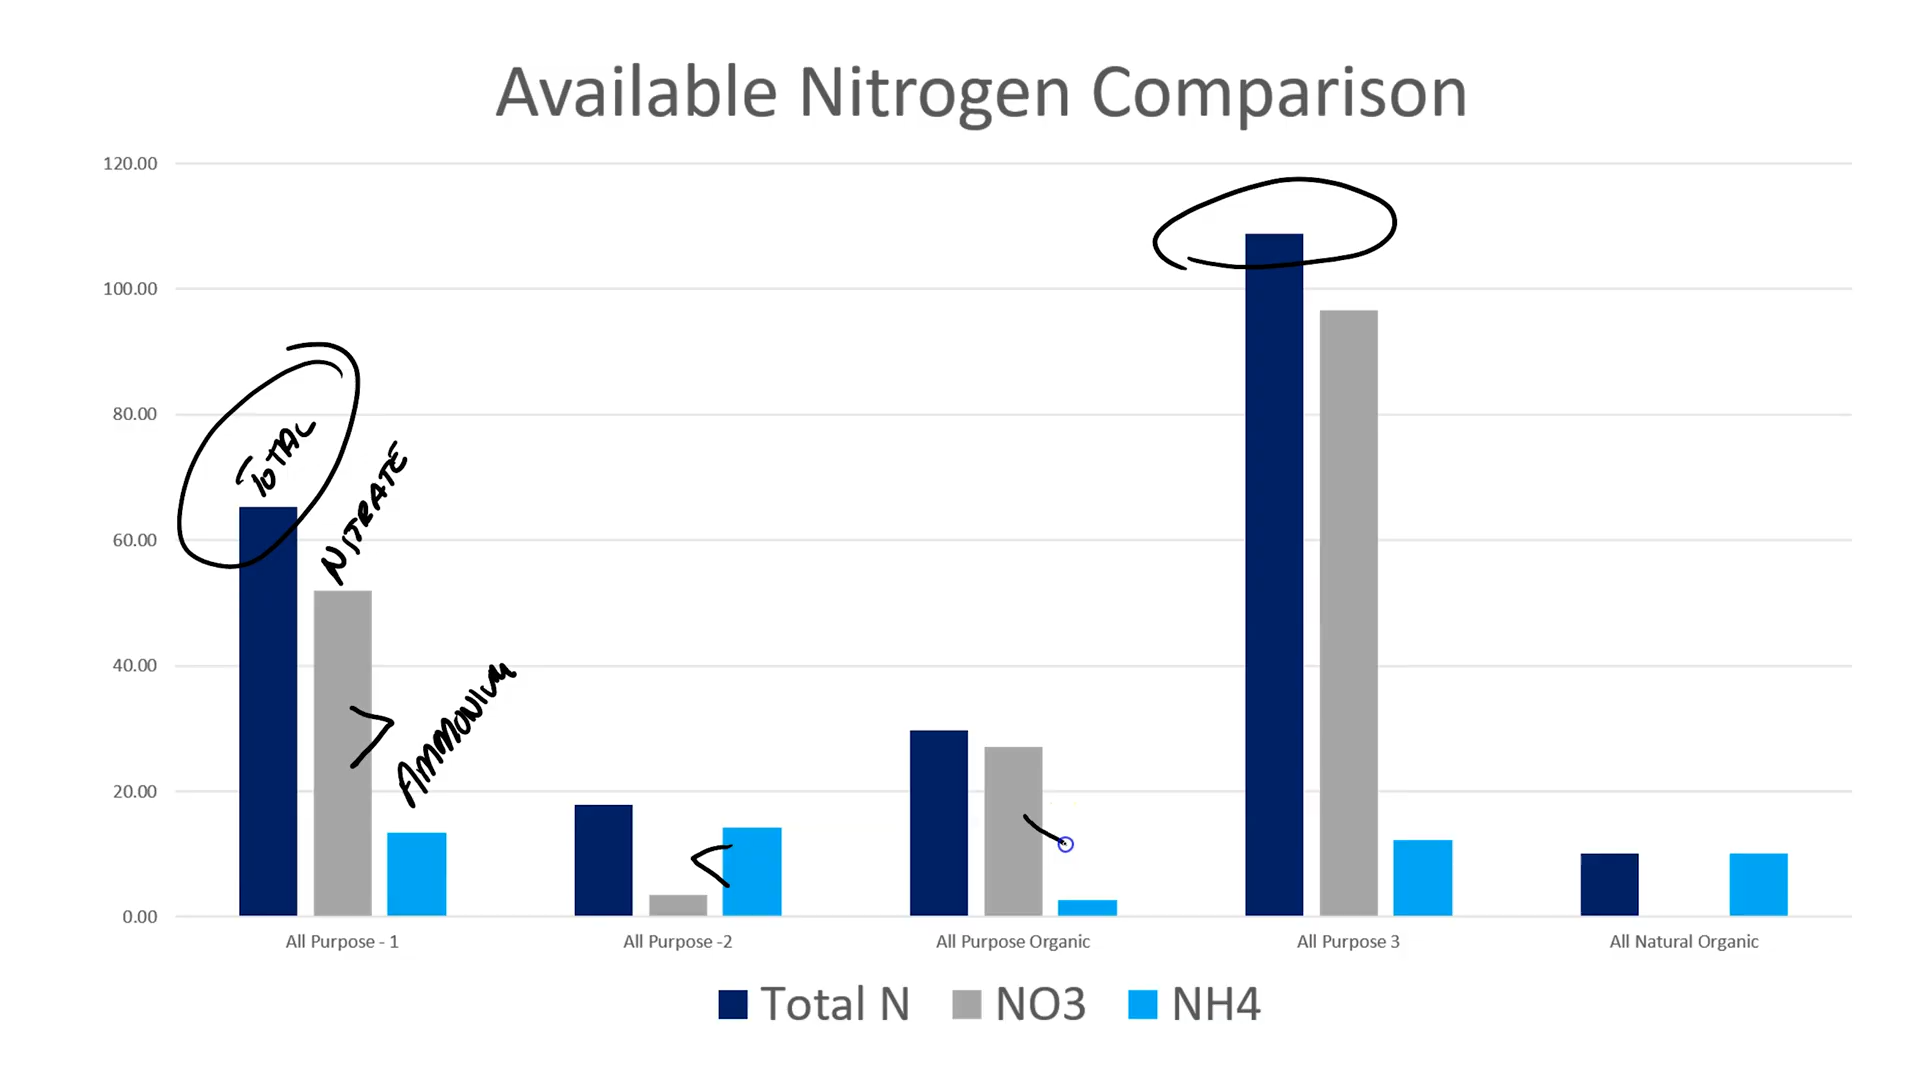 Available Nitrogen Comparison
120.00
100.00
80.00
60.00
40.00
20.00
0.00
TOTAL
NITRATE
AMMONIUM
All Purpose - 1
All Purpose -2
All Purpose Organic
All Purpose 3
All Natural Organic
Total N NO3 NH4